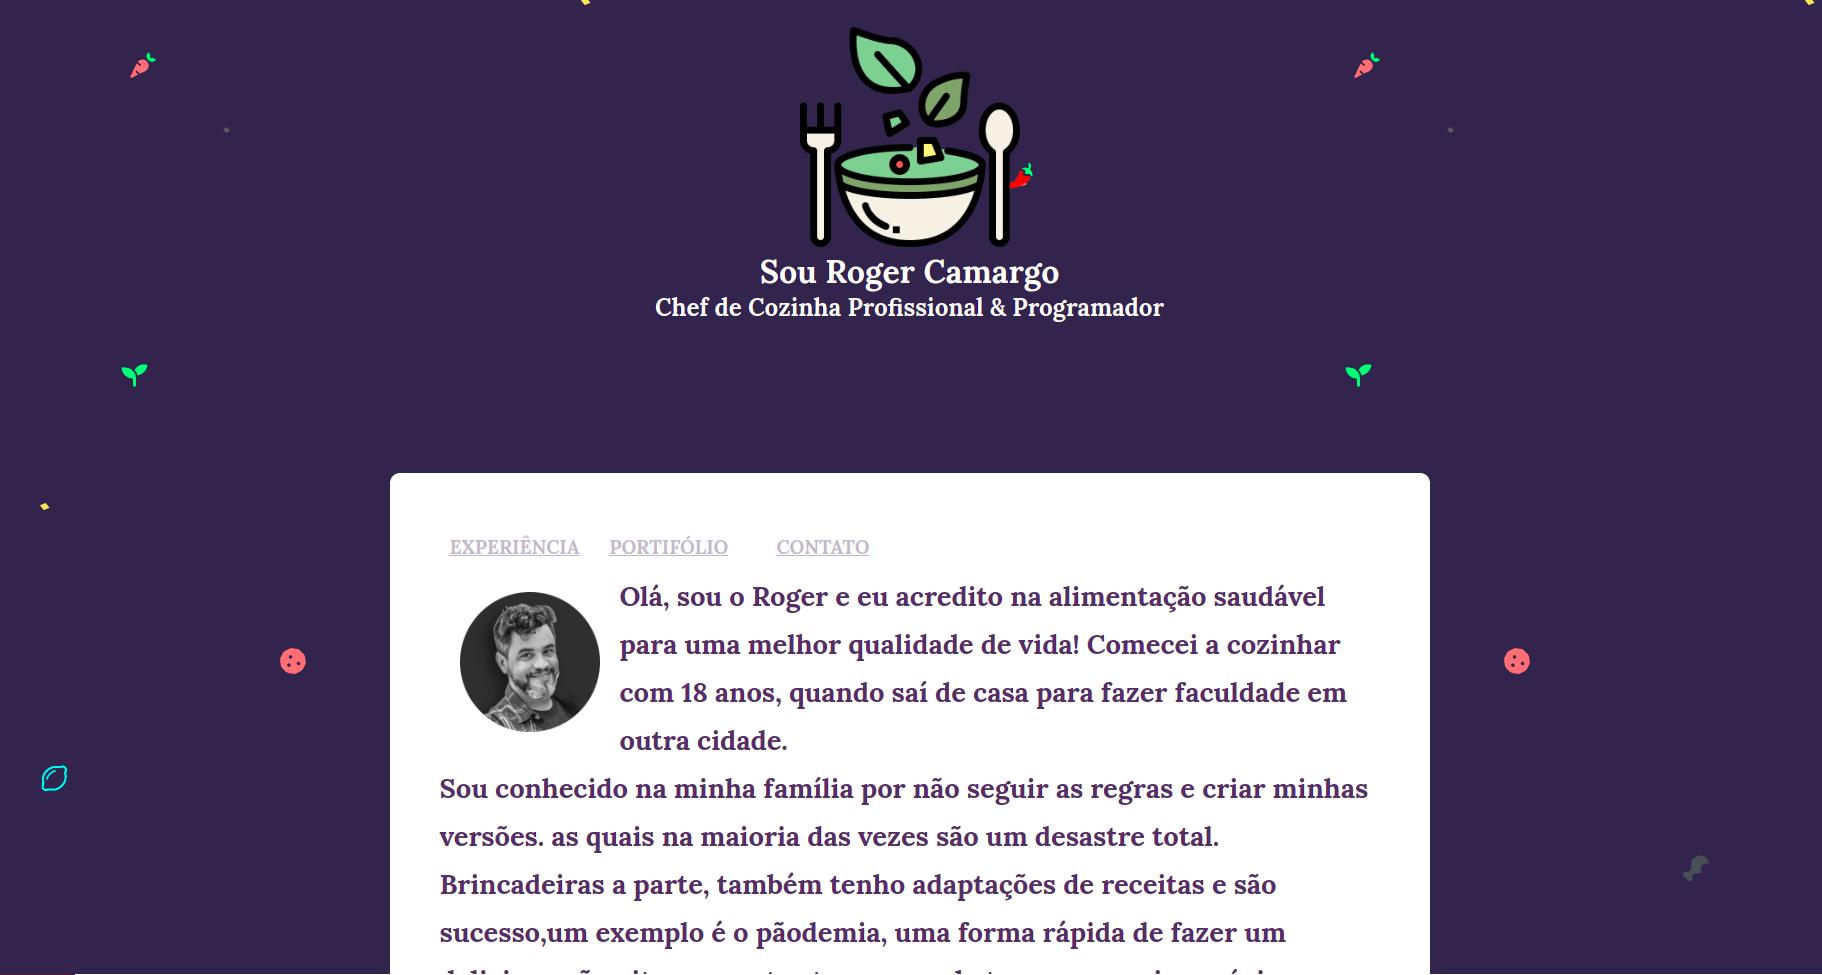 Sou Roger Camargo
Chef de Cozinha Profissional & Programador
EXPERIÊNCIA PORTIFÓLIO CONTATO
Olá, sou o Roger e eu acredito na alimentação saudável
para uma melhor qualidade de vida! Comecei a cozinhar
com 18 anos, quando saí de casa para fazer faculdade em
outra cidade.
Sou conhecido na minha família por não seguir as regras e criar minhas
versões. as quais na maioria das vezes são um desastre total.
Brincadeiras a parte, também tenho adaptações de receitas e são
sucesso,um exemplo é o pãodemia, uma forma rápida de fazer um